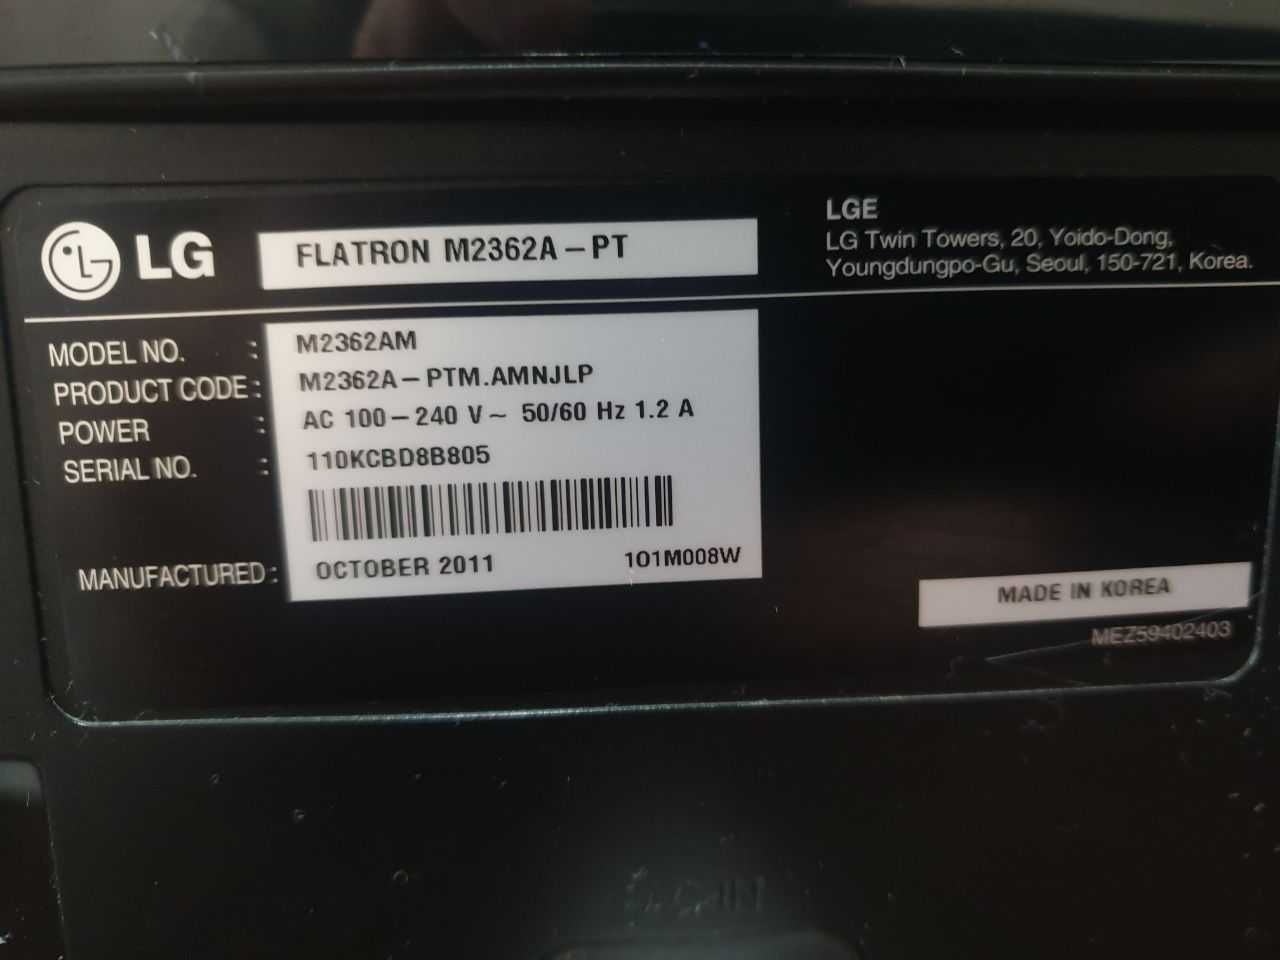 LG
FLATRON M2362A-PT
LGE
LG Twin Towers, 20, Yoido-Dong,
Youngdungpo-Gu, Seoul, 150-721, Korea.
MODEL NO. : M2362AM
PRODUCT CODE : M2362A-PTM.AMNJLP
POWER : AC 100-240 V~ 50/60 Hz 1.2 A
SERIAL NO. : 110KCBD8B805
MANUFACTURED : OCTOBER 2011 101M008W
MADE IN KOREA
MEZ59402403